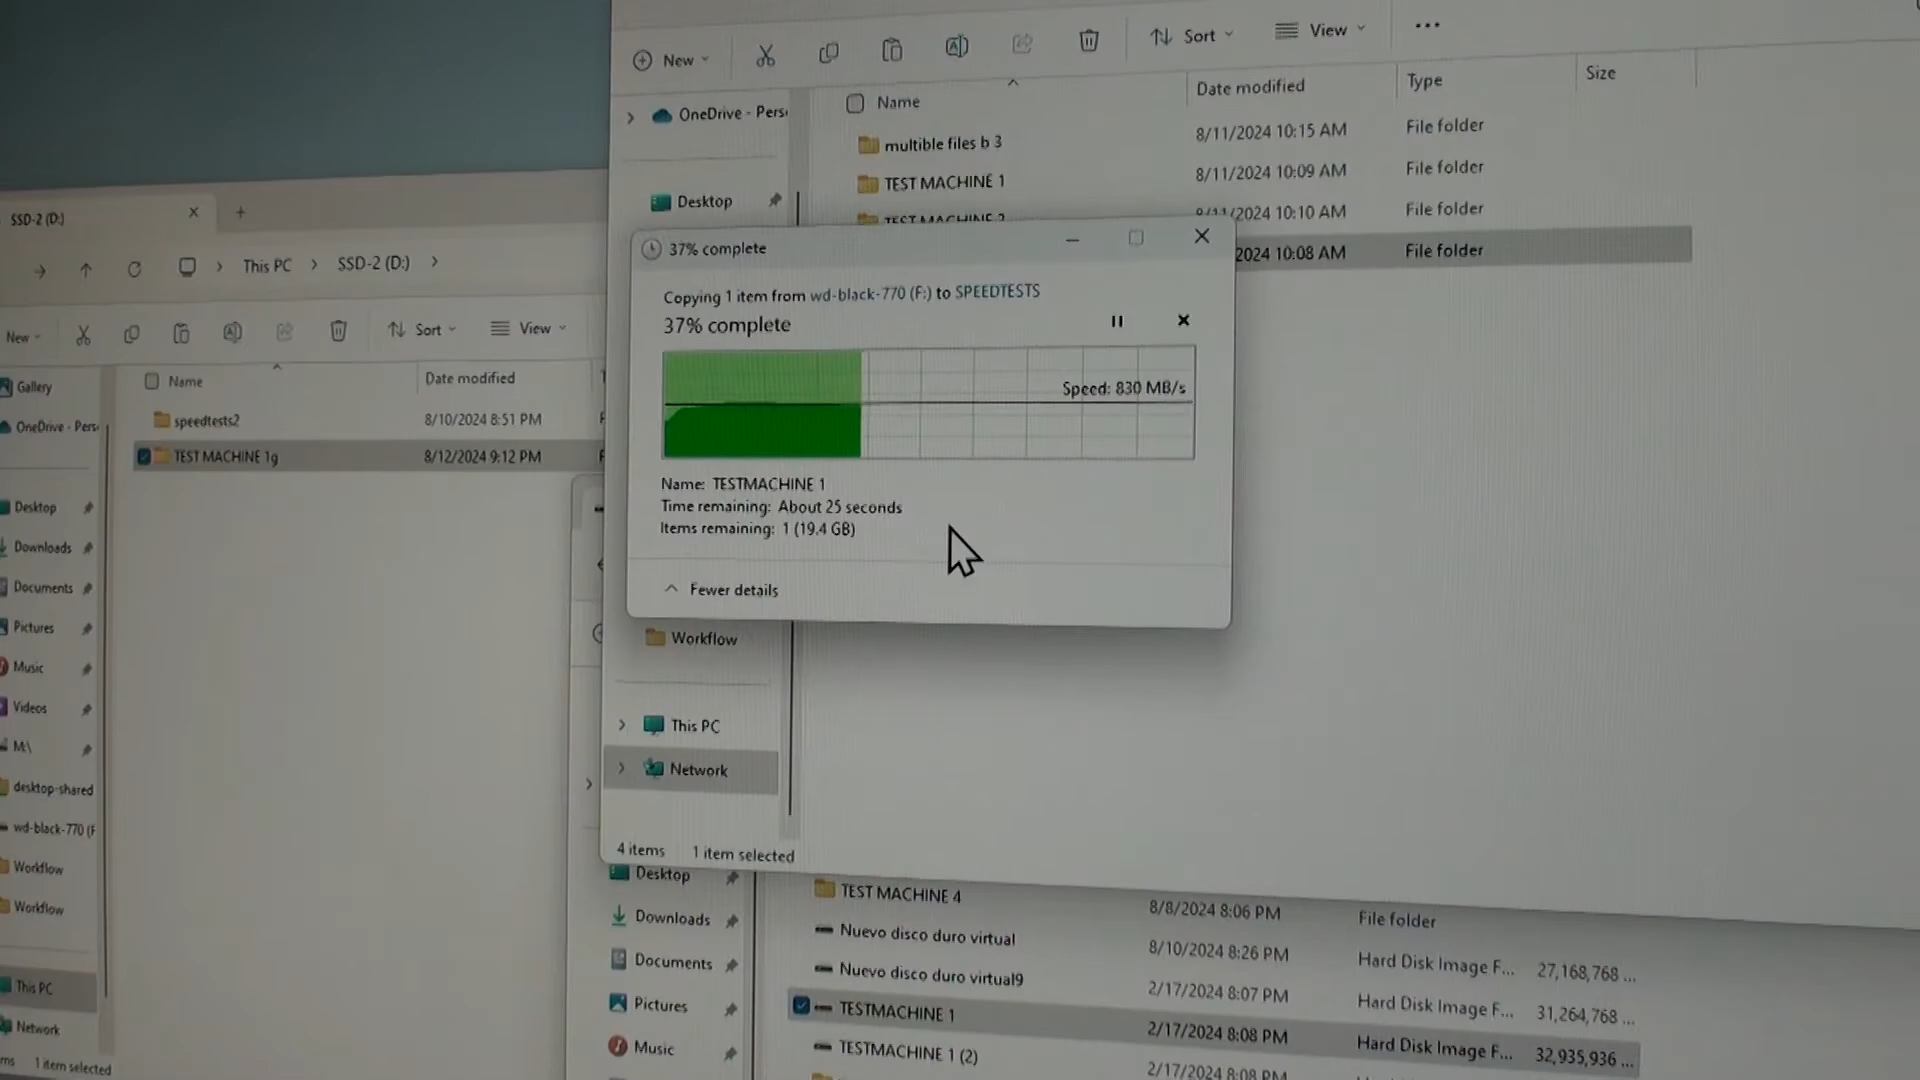 New
Sort
View
OneDrive - Pers
Name
Date modified
Type
Size
multible files b 3
8/11/2024 10:15 AM
File folder
Desktop
TEST MACHINE 1
8/11/2024 10:09 AM
File folder
8/11/2024 10:10 AM
File folder
2024 10:08 AM
File folder
SSD-2 (D:)
This PC
SSD-2 (D:)
New
Sort
View
Name
Date modified
Gallery
OneDrive - Pers
speedtests2
8/10/2024 8:51 PM
TEST MACHINE 1g
8/12/2024 9:12 PM
Desktop
Downloads
Documents
Pictures
Music
Videos
M:\
desktop-shared
wd-black-770 (F
Workflow
Workflow
This PC
Network
1 item selected
37% complete
Copying 1 item from wd-black-770 (F:) to SPEEDTESTS
37% complete
Speed: 830 MB/s
Name: TESTMACHINE 1
Time remaining: About 25 seconds
Items remaining: 1 (19.4 GB)
Fewer details
Workflow
This PC
Network
4 items
1 item selected
Desktop
Downloads
Documents
Pictures
Music
TEST MACHINE 4
8/8/2024 8:06 PM
File folder
Nuevo disco duro virtual
8/10/2024 8:26 PM
Hard Disk Image F...
27,168,768 ...
Nuevo disco duro virtual9
2/17/2024 8:07 PM
Hard Disk Image F...
31,264,768 ...
TESTMACHINE 1
2/17/2024 8:08 PM
Hard Disk Image F...
32,935,936 ...
TESTMACHINE 1 (2)
2/17/2024 8:08 PM